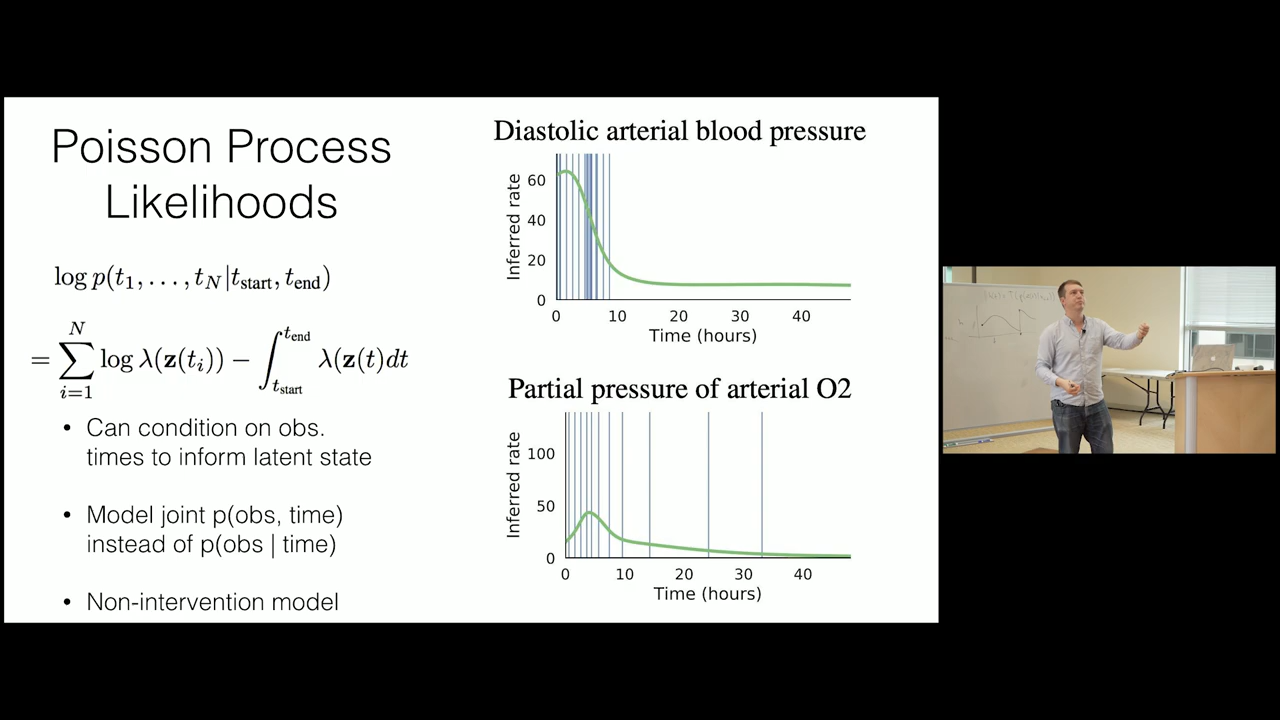 Poisson Process
Likelihoods
log p(t₁, . . . , t_N|t_start, t_end)
= ∑_{i=1}^{N} log λ(z(tᵢ)) − ∫_{t_start}^{t_end} λ(z(t)dt
• Can condition on obs.
times to inform latent state
• Model joint p(obs, time)
instead of p(obs | time)
• Non-intervention model
Diastolic arterial blood pressure
Inferred rate
60
40
20
0
0 10 20 30 40
Time (hours)
Partial pressure of arterial O2
Inferred rate
100
50
0
0 10 20 30 40
Time (hours)